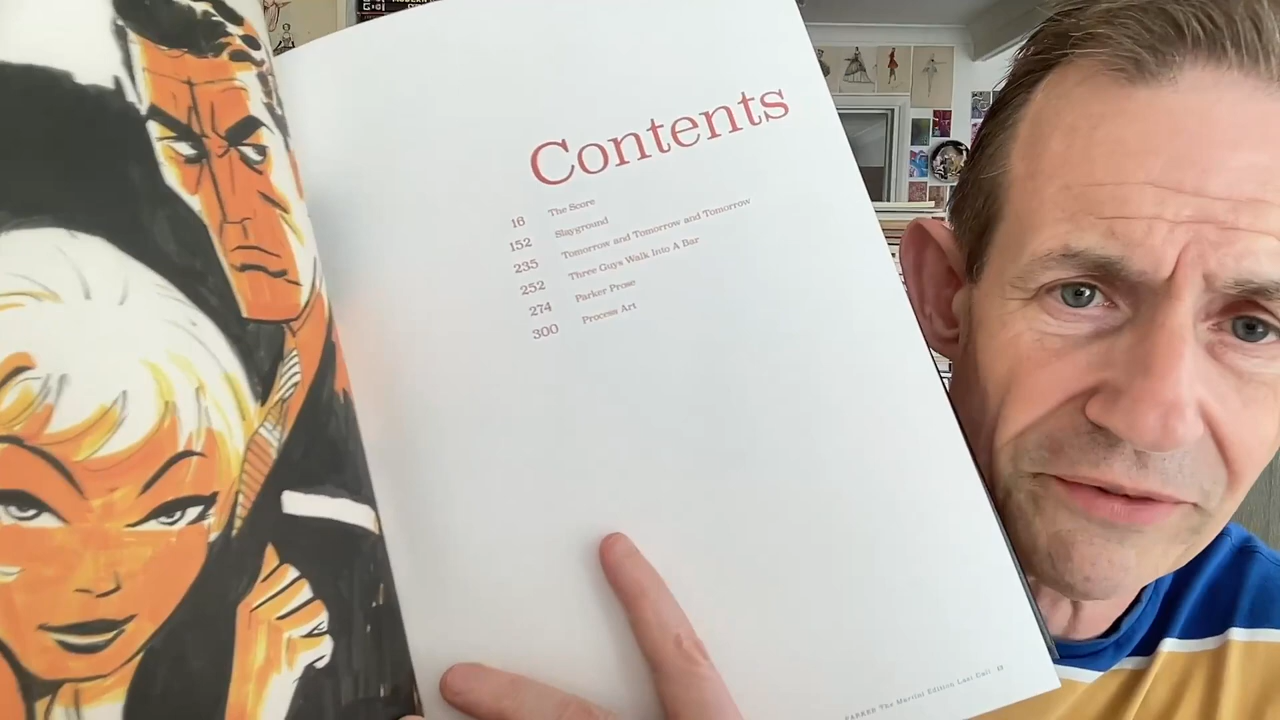 Contents
16 The Score
152 Slayground
235 Tomorrow and Tomorrow and Tomorrow
252 Three Guys Walk Into A Bar
274 Parker Prose
300 Process Art
PARKER The Martini Edition Last Call